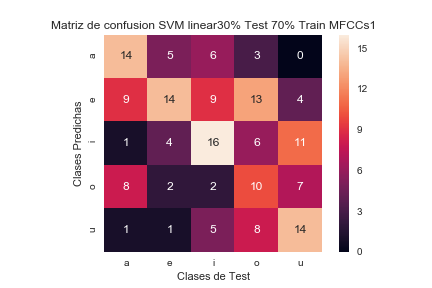 Matriz de confusion SVM linear30% Test 70% Train MFCCs1
a 14 5 6 3 0
e 9 14 9 13 4
i 1 4 16 6 11
o 8 2 2 10 7
u 1 1 5 8 14
a e i o u
Clases Predichas
Clases de Test
15
12
9
6
3
0